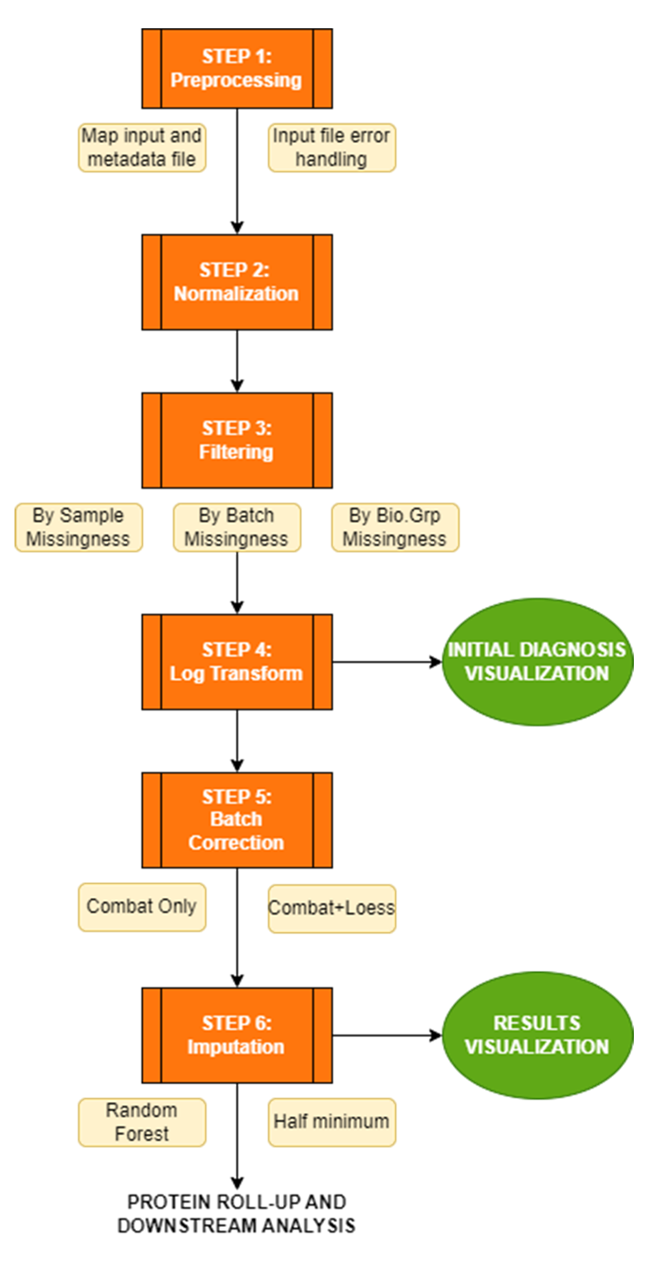 STEP 1:
Preprocessing
Map input and
metadata file
Input file error
handling
STEP 2:
Normalization
STEP 3:
Filtering
By Sample
Missingness
By Batch
Missingness
By Bio.Grp
Missingness
STEP 4:
Log Transform
INITIAL DIAGNOSIS
VISUALIZATION
STEP 5:
Batch
Correction
Combat Only
Combat+Loess
STEP 6:
Imputation
RESULTS
VISUALIZATION
Random
Forest
Half minimum
PROTEIN ROLL-UP AND
DOWNSTREAM ANALYSIS